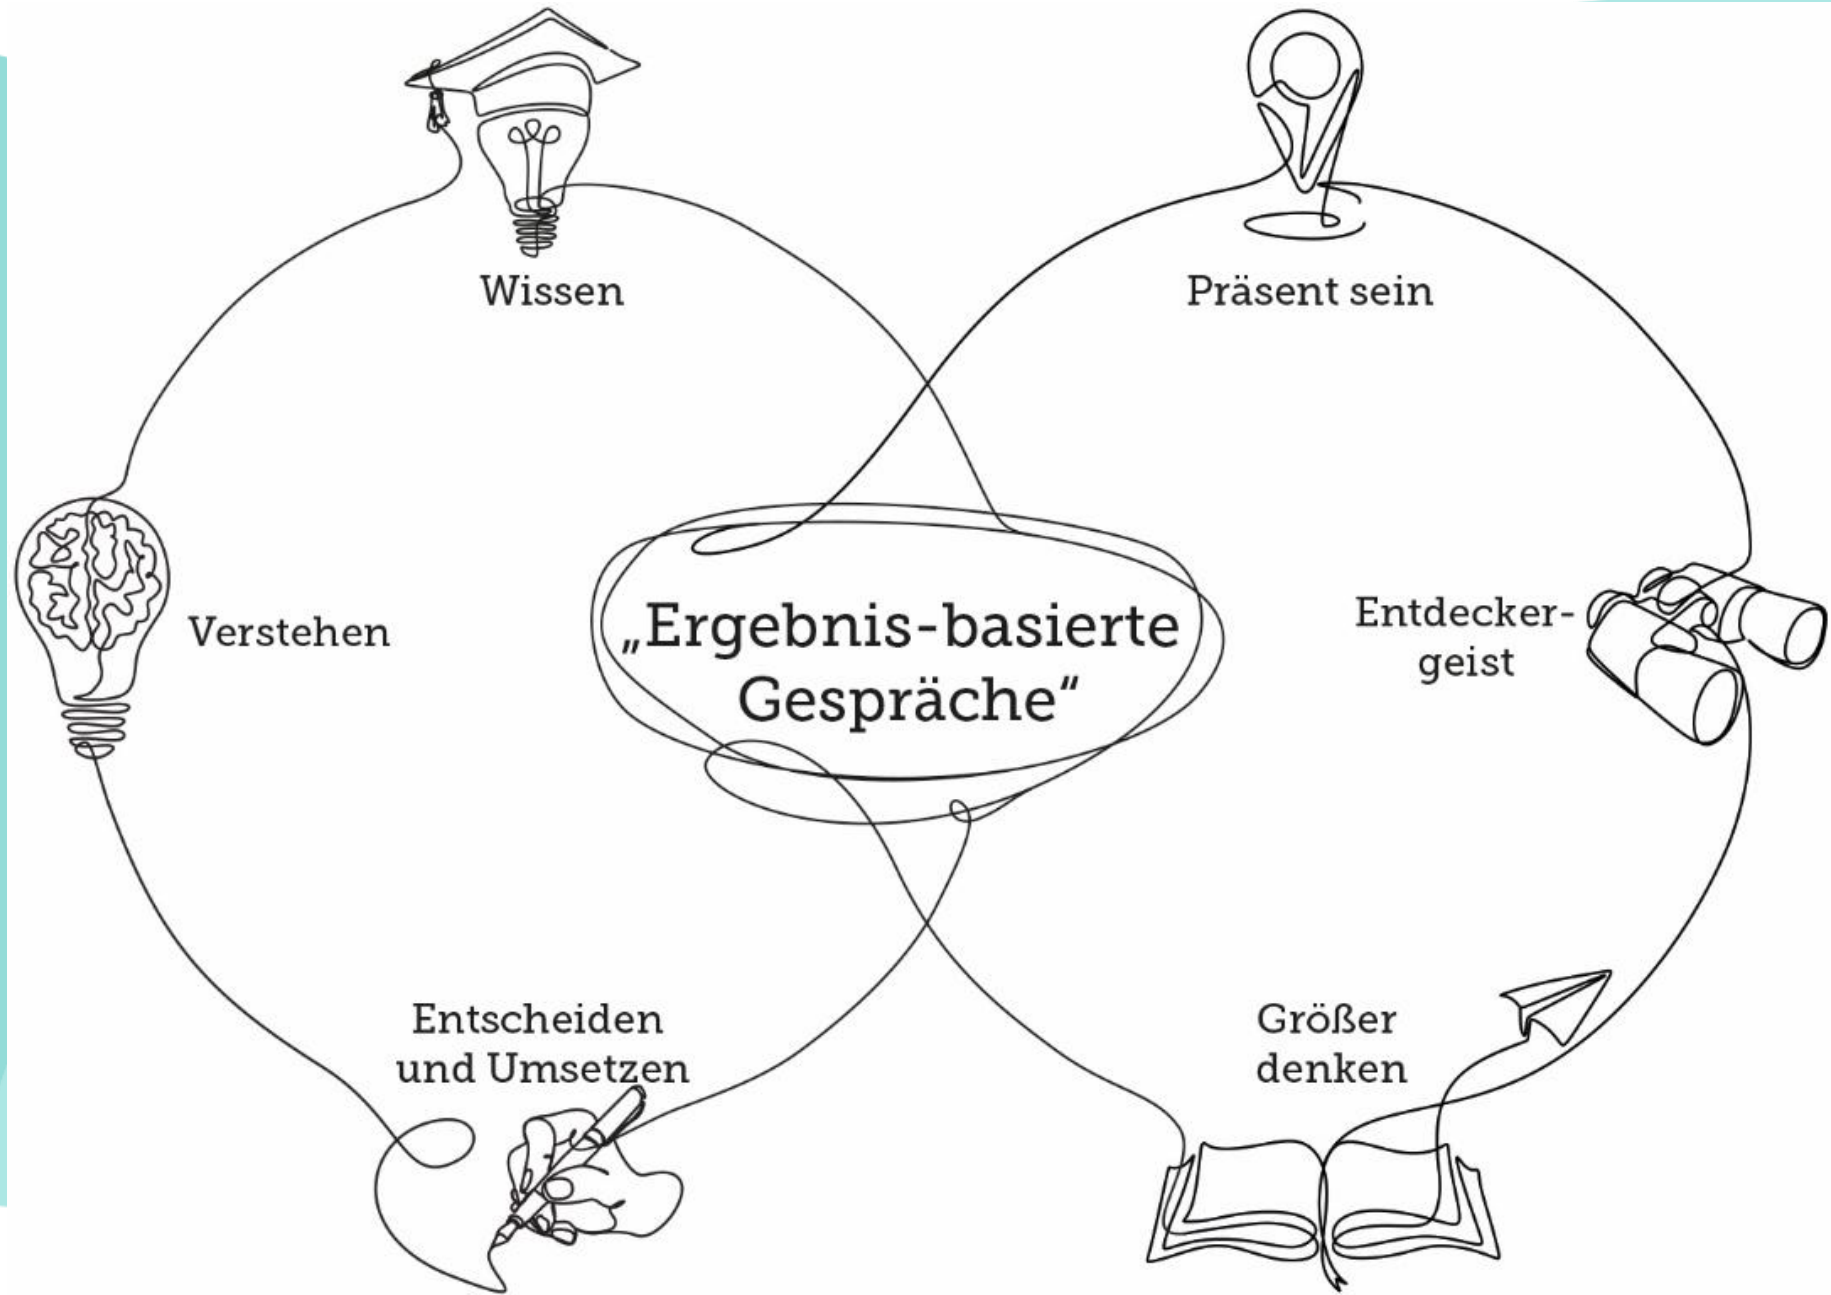 Wissen
Präsent sein
Verstehen
„Ergebnis-basierte
Gespräche“
Entdecker-
geist
Entscheiden
und Umsetzen
Größer
denken